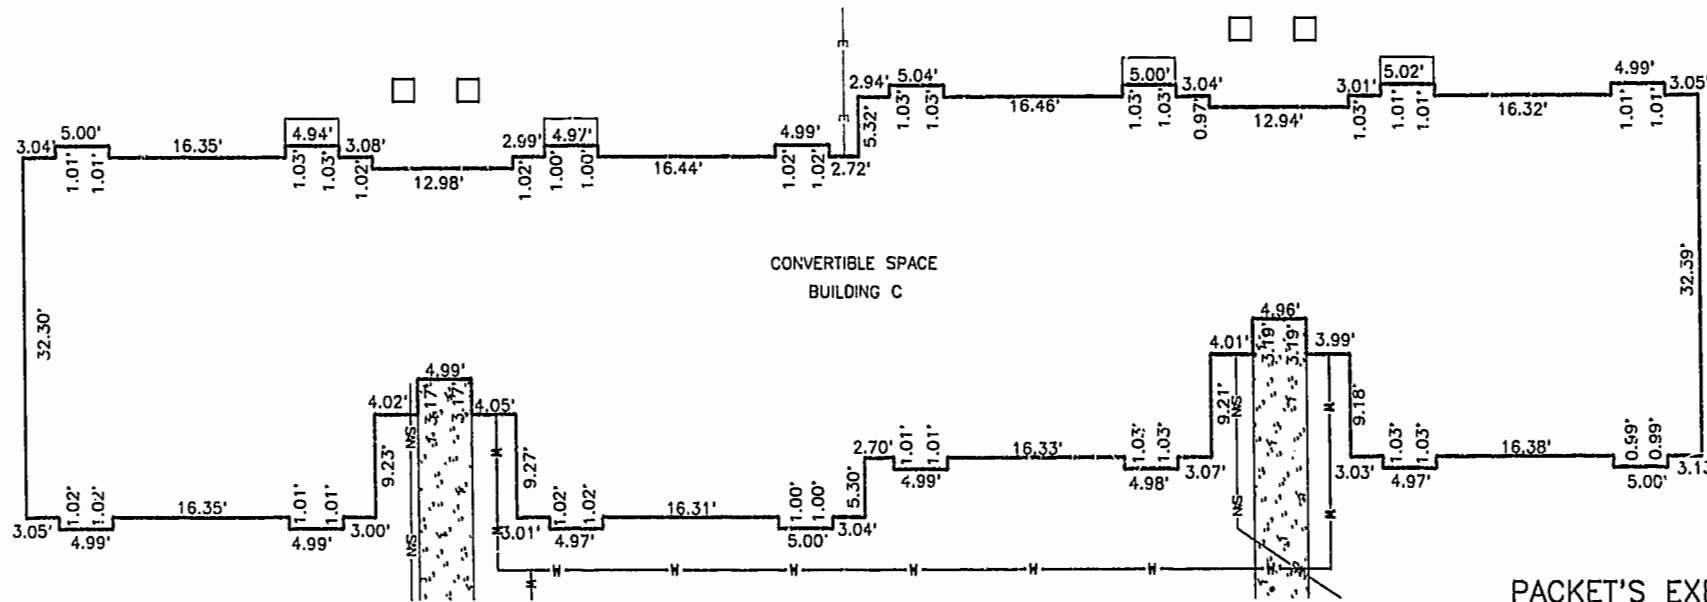 3.04' 5.00' 16.35' 4.94' 3.08' 12.98' 2.99' 4.97' 16.44' 4.99' 2.72'
1.01' 1.01' 1.03' 1.03' 1.02' 1.02' 1.00' 1.00' 1.02' 1.02'
5.32' 2.94' 5.04' 16.46' 5.00' 3.04' 12.94' 3.01' 5.02' 16.32' 4.99' 3.05'
1.03' 1.03' 1.03' 1.03' 0.97' 1.03' 1.01' 1.01' 1.01' 1.01'
CONVERTIBLE SPACE
BUILDING C
32.30' 32.39'
4.02' 4.99' 4.05' 4.01' 4.96' 3.99'
3.17' 3.17' 3.19' 3.19'
9.23' 9.27' 9.21' 9.18'
2.70' 1.01' 1.01' 16.33' 1.03' 1.03' 1.03' 1.03' 16.38' 0.99' 0.99'
5.30' 4.99' 4.98' 3.07' 3.03' 4.97' 5.00' 3.13
1.02' 1.02' 16.35' 1.01' 1.01' 1.02' 1.02' 16.31' 1.00' 1.00'
3.05' 4.99' 4.99' 3.00' 3.01' 4.97' 5.00' 3.04'
NS NS NS NS
W W W W W W W W W W W
PACKET'S EX